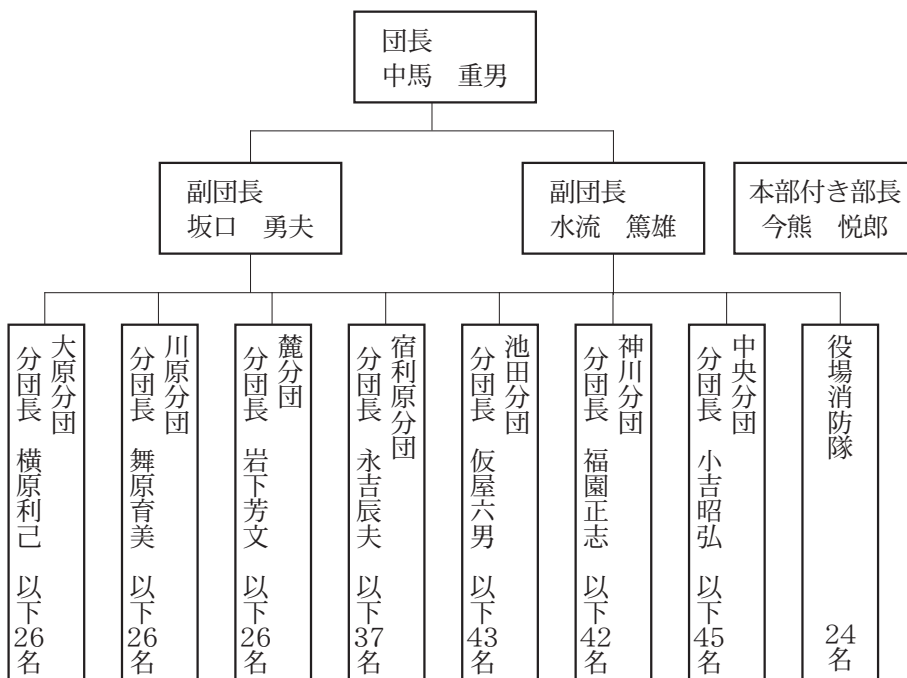 団長
中馬　重男
副団長
坂口　勇夫
副団長
水流　篤雄
本部付き部長
今熊　悦郎
役場消防隊　24名
中央分団
分団長　小吉昭弘　以下45名
神川分団
分団長　福園正志　以下42名
池田分団
分団長　仮屋六男　以下43名
宿利原分団
分団長　永吉辰夫　以下37名
麓分団
分団長　岩下芳文　以下26名
川原分団
分団長　舞原育美　以下26名
大原分団
分団長　横原利己　以下26名